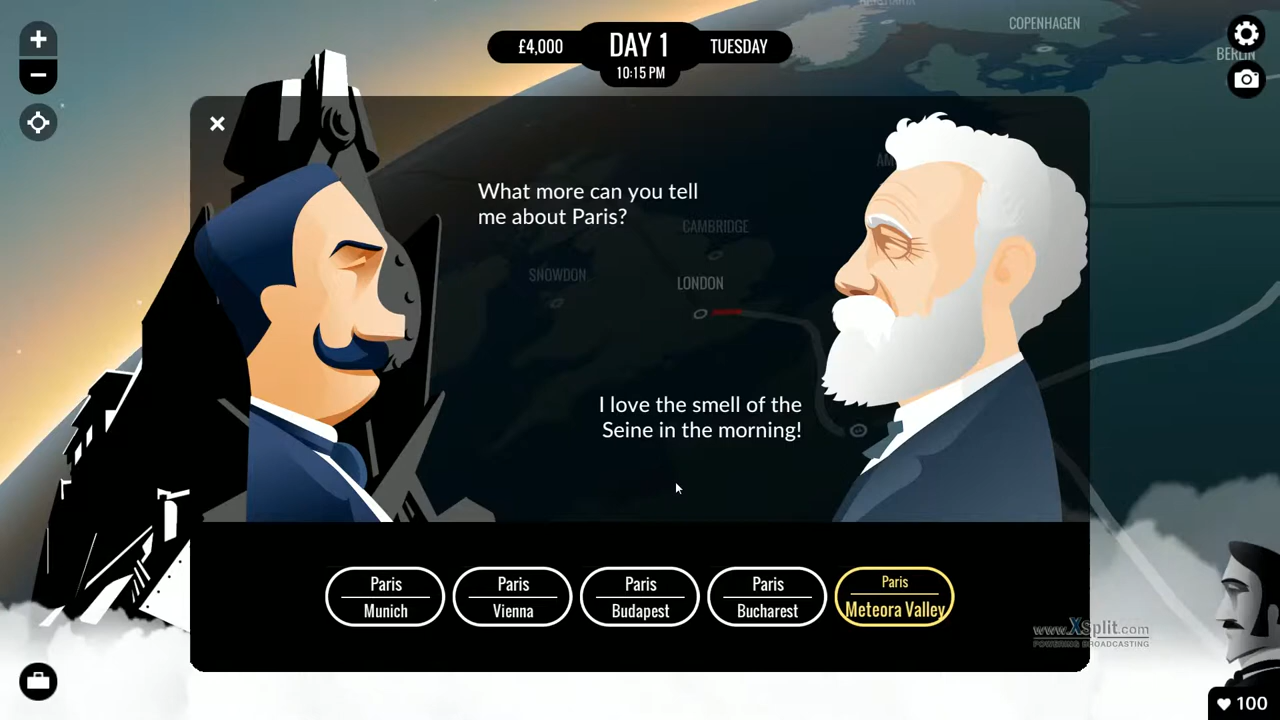 +
−
£4,000
DAY 1
TUESDAY
10:15 PM
COPENHAGEN
BERLIN
What more can you tell
me about Paris?
CAMBRIDGE
SNOWDON
LONDON
I love the smell of the
Seine in the morning!
Paris
Munich
Paris
Vienna
Paris
Budapest
Paris
Bucharest
Paris
Meteora Valley
www.XSplit.com
POWERING BROADCASTING
100